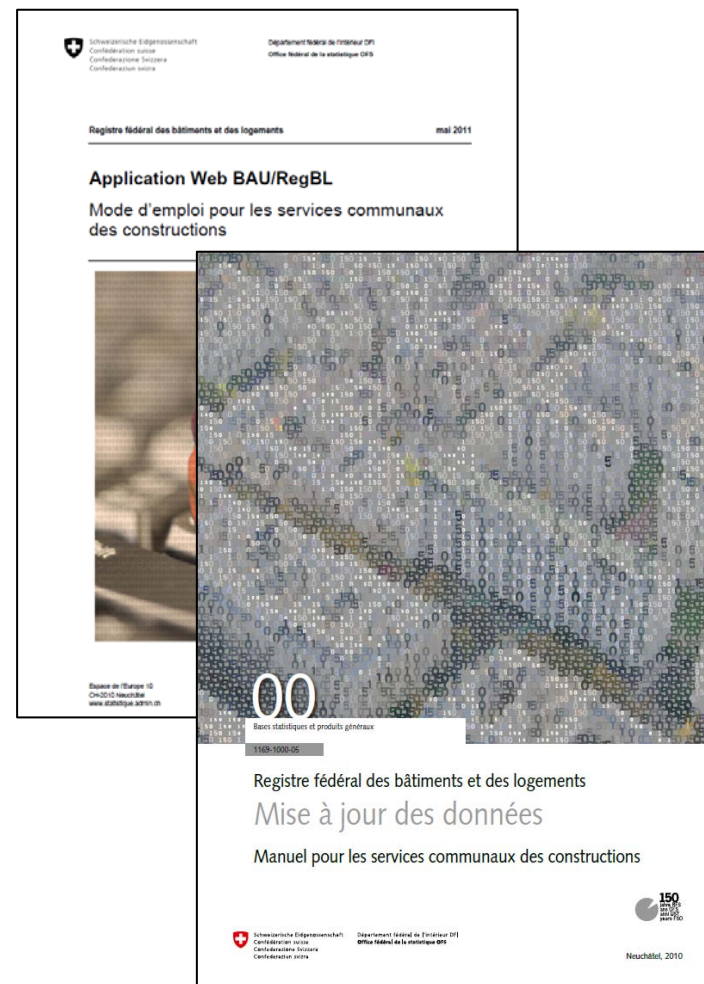 Schweizerische Eidgenossenschaft
Confédération suisse
Confederazione Svizzera
Confederaziun svizra
Département fédéral de l'intérieur DFI
Office fédéral de la statistique OFS
Registre fédéral des bâtiments et des logements mai 2011
Application Web BAU/RegBL
Mode d'emploi pour les services communaux
des constructions
Espace de l'Europe 10
CH-2010 Neuchâtel
www.statistique.admin.ch
00
Bases statistiques et produits généraux
1169-1000-05
Registre fédéral des bâtiments et des logements
Mise à jour des données
Manuel pour les services communaux des constructions
150
Schweizerische Eidgenossenschaft
Confédération suisse
Confederazione Svizzera
Confederaziun svizra
Département fédéral de l'intérieur DFI
Office fédéral de la statistique OFS
Neuchâtel, 2010